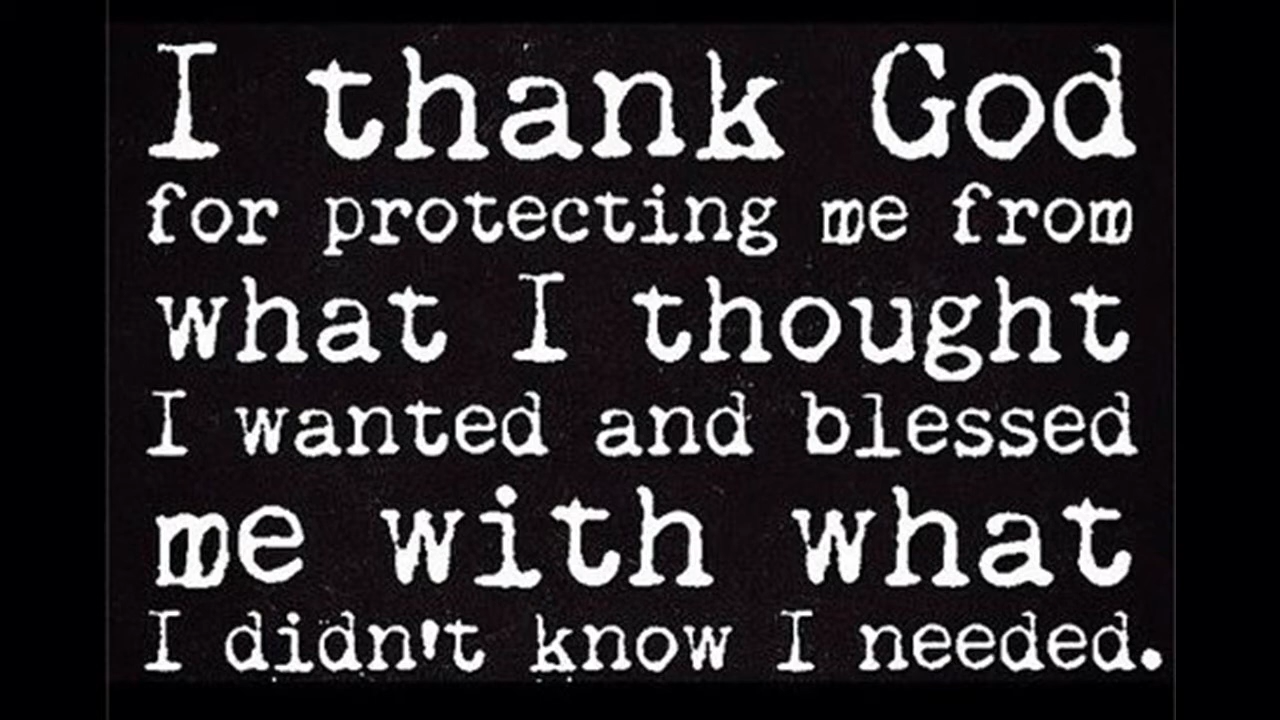 I thank God
for protecting me from
what I thought
I wanted and blessed
me with what
I didn't know I needed.